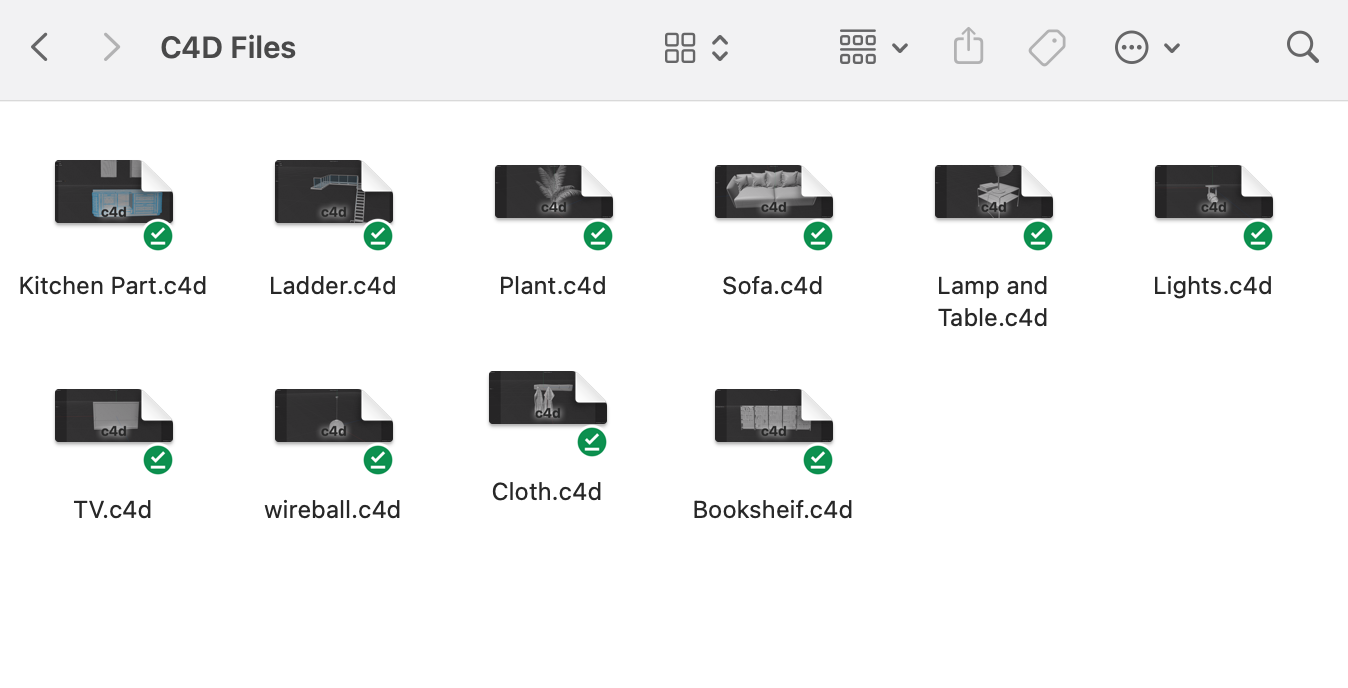 C4D Files
c4d
c4d
c4d
c4d
c4d
c4d
Kitchen Part.c4d
Ladder.c4d
Plant.c4d
Sofa.c4d
Lamp and
Table.c4d
Lights.c4d
c4d
c4d
c4d
c4d
TV.c4d
wireball.c4d
Cloth.c4d
Booksheif.c4d